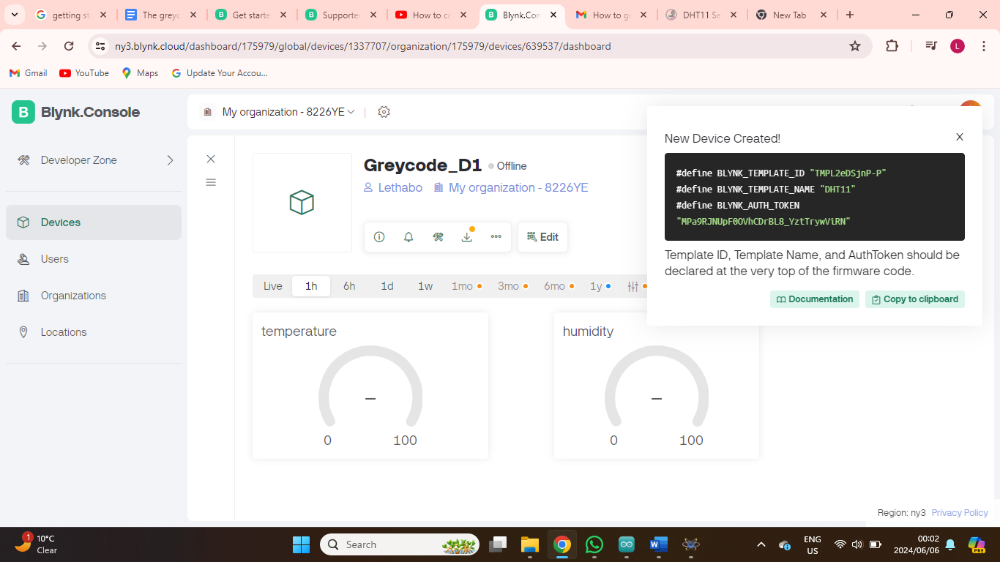 getting st
The greyc
Get starte
Supporte
How to co
Blynk.Con
How to ge
DHT11 Se
New Tab
ny3.blynk.cloud/dashboard/175979/global/devices/1337707/organization/175979/devices/639537/dashboard
L
Gmail
YouTube
Maps
Update Your Accou...
B Blynk.Console
My organization - 8226YE
Developer Zone
Devices
Users
Organizations
Locations
Greycode_D1 Offline
Lethabo My organization - 8226YE
Edit
Live 1h 6h 1d 1w 1mo 3mo 6mo 1y
temperature
–
0 100
humidity
–
0 100
New Device Created! X
#define BLYNK_TEMPLATE_ID "TMPL2eDSjnP-P"
#define BLYNK_TEMPLATE_NAME "DHT11"
#define BLYNK_AUTH_TOKEN
"MPa9RJNUpF0OVhCDrBL8_YztTrywViRN"
Template ID, Template Name, and AuthToken should be
declared at the very top of the firmware code.
Documentation Copy to clipboard
Region: ny3 Privacy Policy
1
10°C
Clear
Search
ENG
US
00:02
2024/06/06
PRE